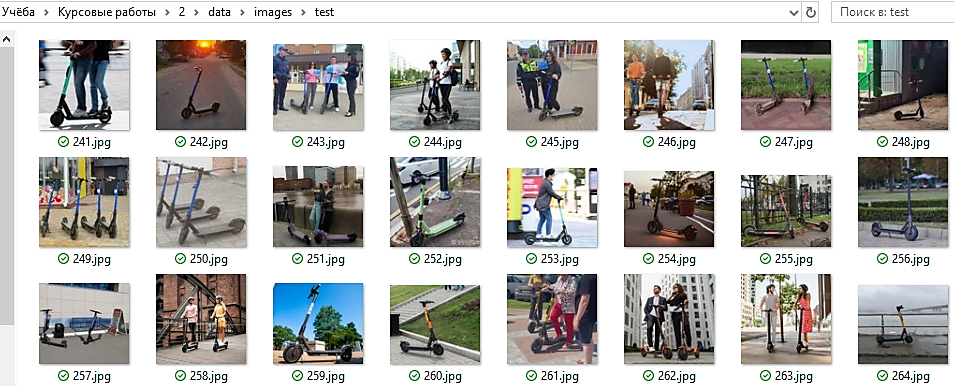 Учёба > Курсовые работы > 2 > data > images > test
Поиск в: test
241.jpg 242.jpg 243.jpg 244.jpg 245.jpg 246.jpg 247.jpg 248.jpg
249.jpg 250.jpg 251.jpg 252.jpg 253.jpg 254.jpg 255.jpg 256.jpg
257.jpg 258.jpg 259.jpg 260.jpg 261.jpg 262.jpg 263.jpg 264.jpg